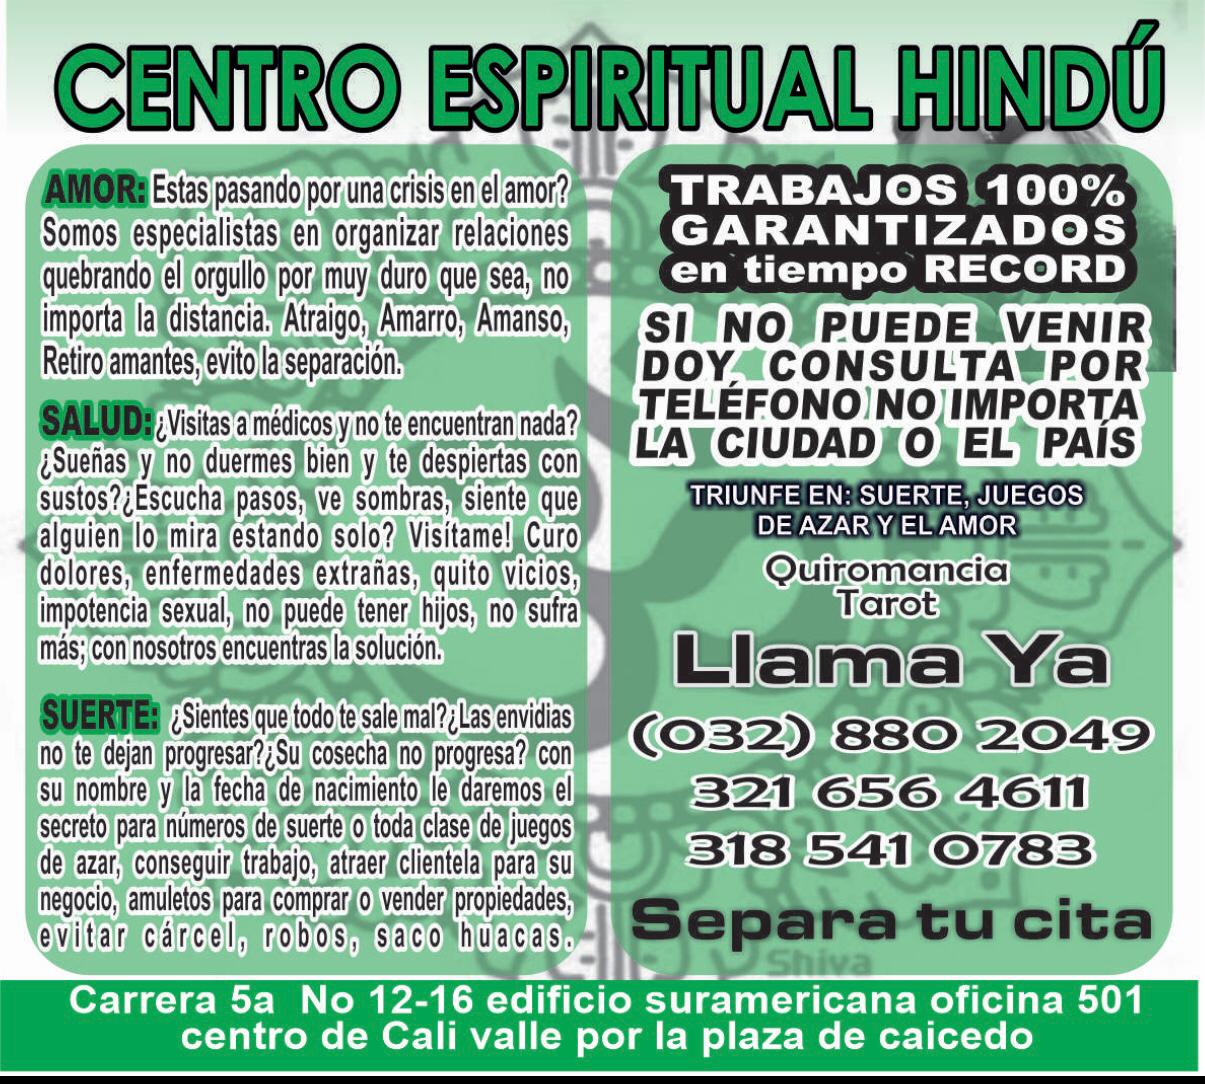 CENTRO ESPIRITUAL HINDÚ
AMOR: Estas pasando por una crisis en el amor?
Somos especialistas en organizar relaciones
quebrando el orgullo por muy duro que sea, no
importa la distancia. Atraigo, Amarro, Amanso,
Retiro amantes, evito la separación.
SALUD: ¿Visitas a médicos y no te encuentran nada?
¿Sueñas y no duermes bien y te despiertas con
sustos?¿Escucha pasos, ve sombras, siente que
alguien lo mira estando solo? Visítame! Curo
dolores, enfermedades extrañas, quito vicios,
impotencia sexual, no puede tener hijos, no sufra
más; con nosotros encuentras la solución.
SUERTE: ¿Sientes que todo te sale mal?¿Las envidias
no te dejan progresar?¿Su cosecha no progresa? con
su nombre y la fecha de nacimiento le daremos el
secreto para números de suerte o toda clase de juegos
de azar, conseguir trabajo, atraer clientela para su
negocio, amuletos para comprar o vender propiedades,
evitar cárcel, robos, saco huacas.
TRABAJOS 100%
GARANTIZADOS
en tiempo RECORD
SI NO PUEDE VENIR
DOY CONSULTA POR
TELÉFONO NO IMPORTA
LA CIUDAD O EL PAÍS
TRIUNFE EN: SUERTE, JUEGOS
DE AZAR Y EL AMOR
Quiromancia
Tarot
Llama Ya
(032) 880 2049
321 656 4611
318 541 0783
Separa tu cita
Shiva
Carrera 5a No 12-16 edificio suramericana oficina 501
centro de Cali valle por la plaza de caicedo